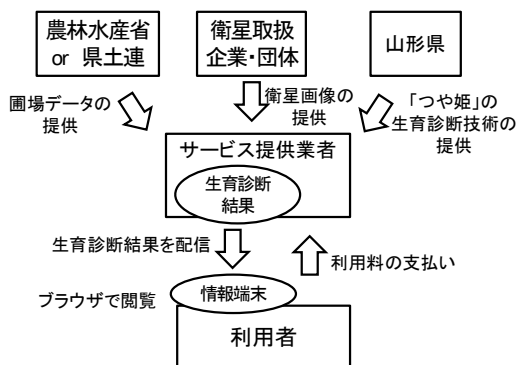 農林水産省
or 県土連
衛星取扱
企業・団体
山形県
圃場データの
提供
衛星画像の
提供
「つや姫」の
生育診断技術の
提供
サービス提供業者
生育診断
結果
生育診断結果を配信
利用料の支払い
ブラウザで閲覧
情報端末
利用者